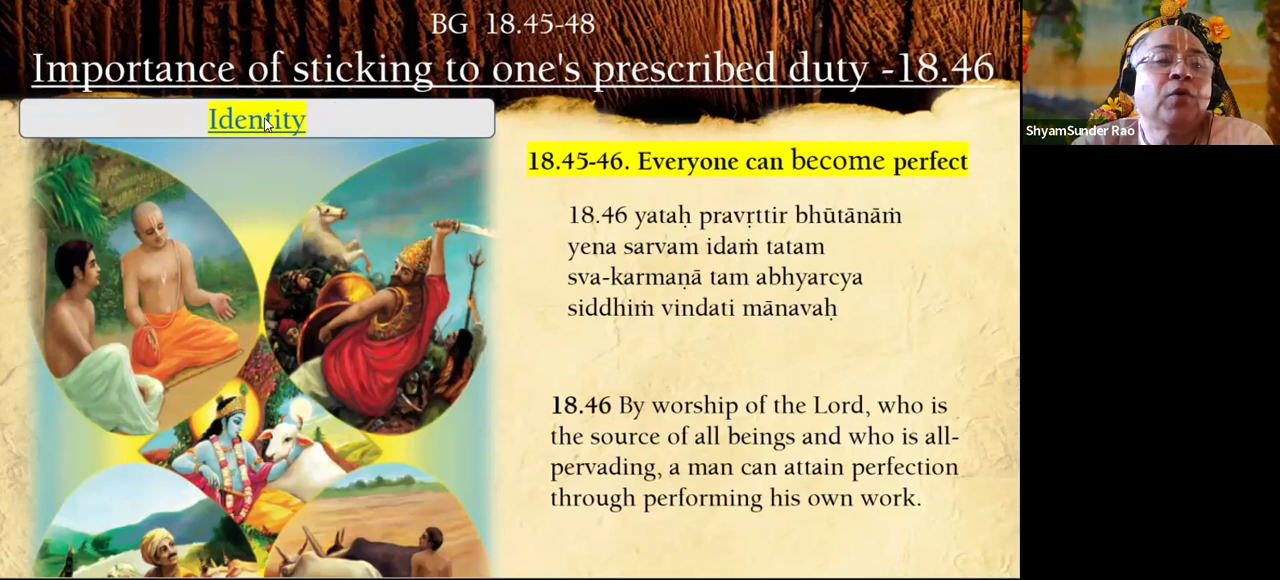 BG 18.45-48
Importance of sticking to one's prescribed duty -18.46
Identity
18.45-46. Everyone can become perfect
18.46 yataḥ pravṛttir bhūtānāṁ
yena sarvam idaṁ tatam
sva-karmaṇā tam abhyarcya
siddhiṁ vindati mānavaḥ
18.46 By worship of the Lord, who is
the source of all beings and who is all-
pervading, a man can attain perfection
through performing his own work.
ShyamSunder Rao